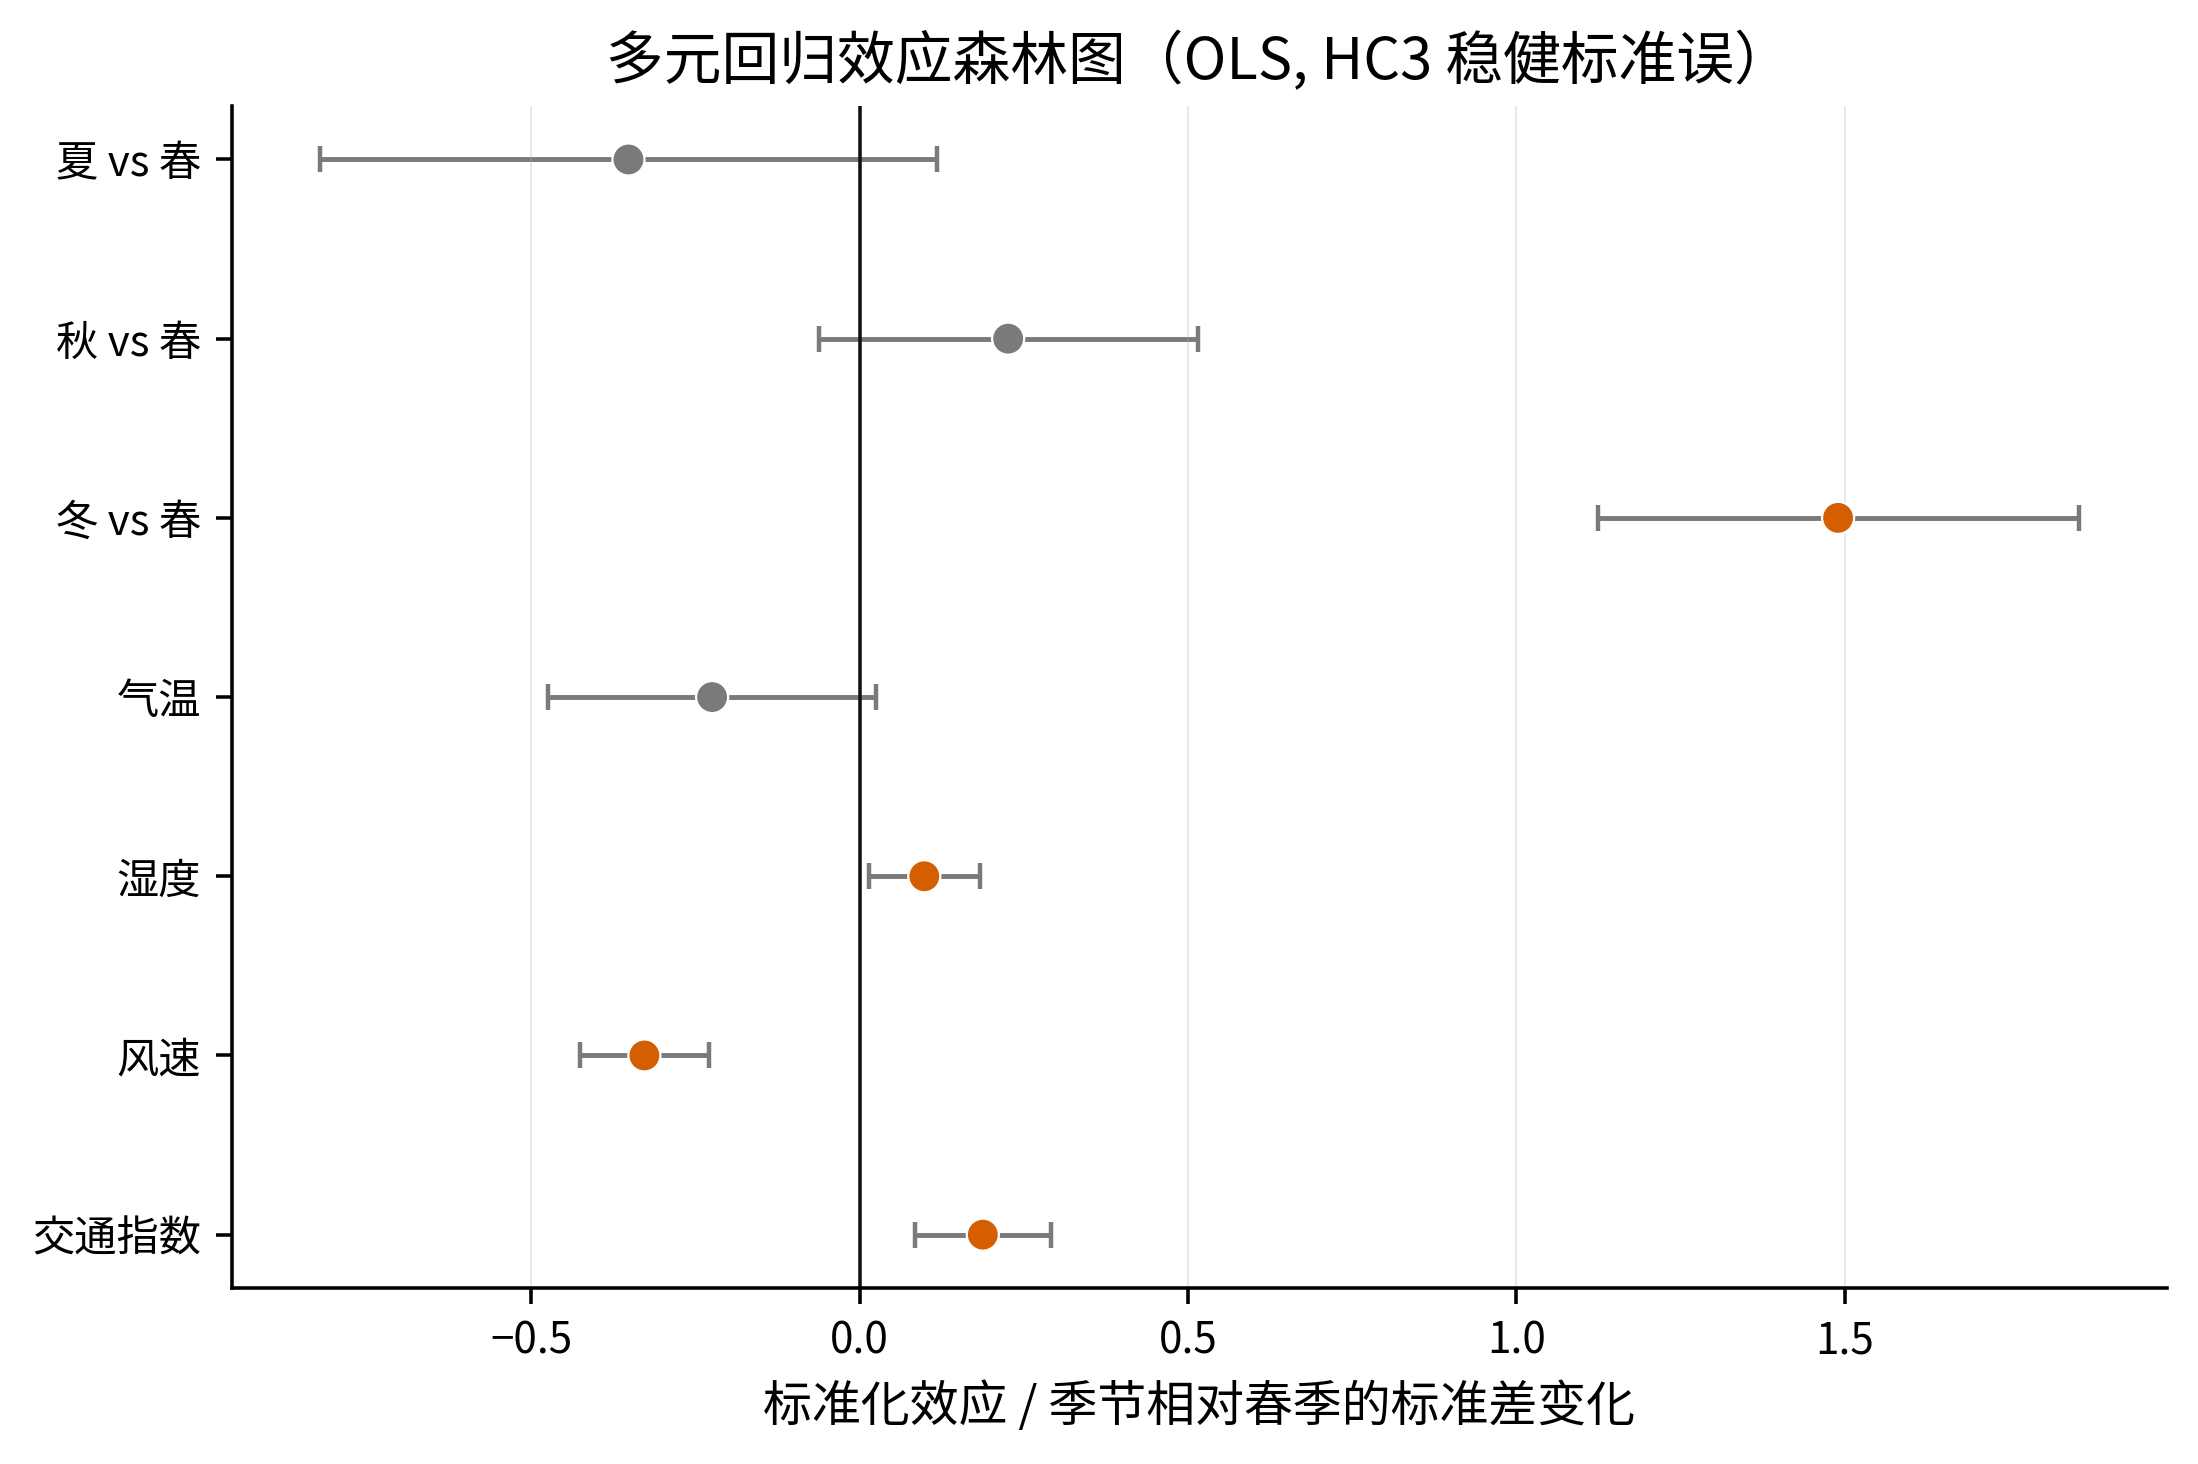 多元回归效应森林图（OLS, HC3 稳健标准误）
夏 vs 春
秋 vs 春
冬 vs 春
气温
湿度
风速
交通指数
−0.5 0.0 0.5 1.0 1.5
标准化效应 / 季节相对春季的标准差变化